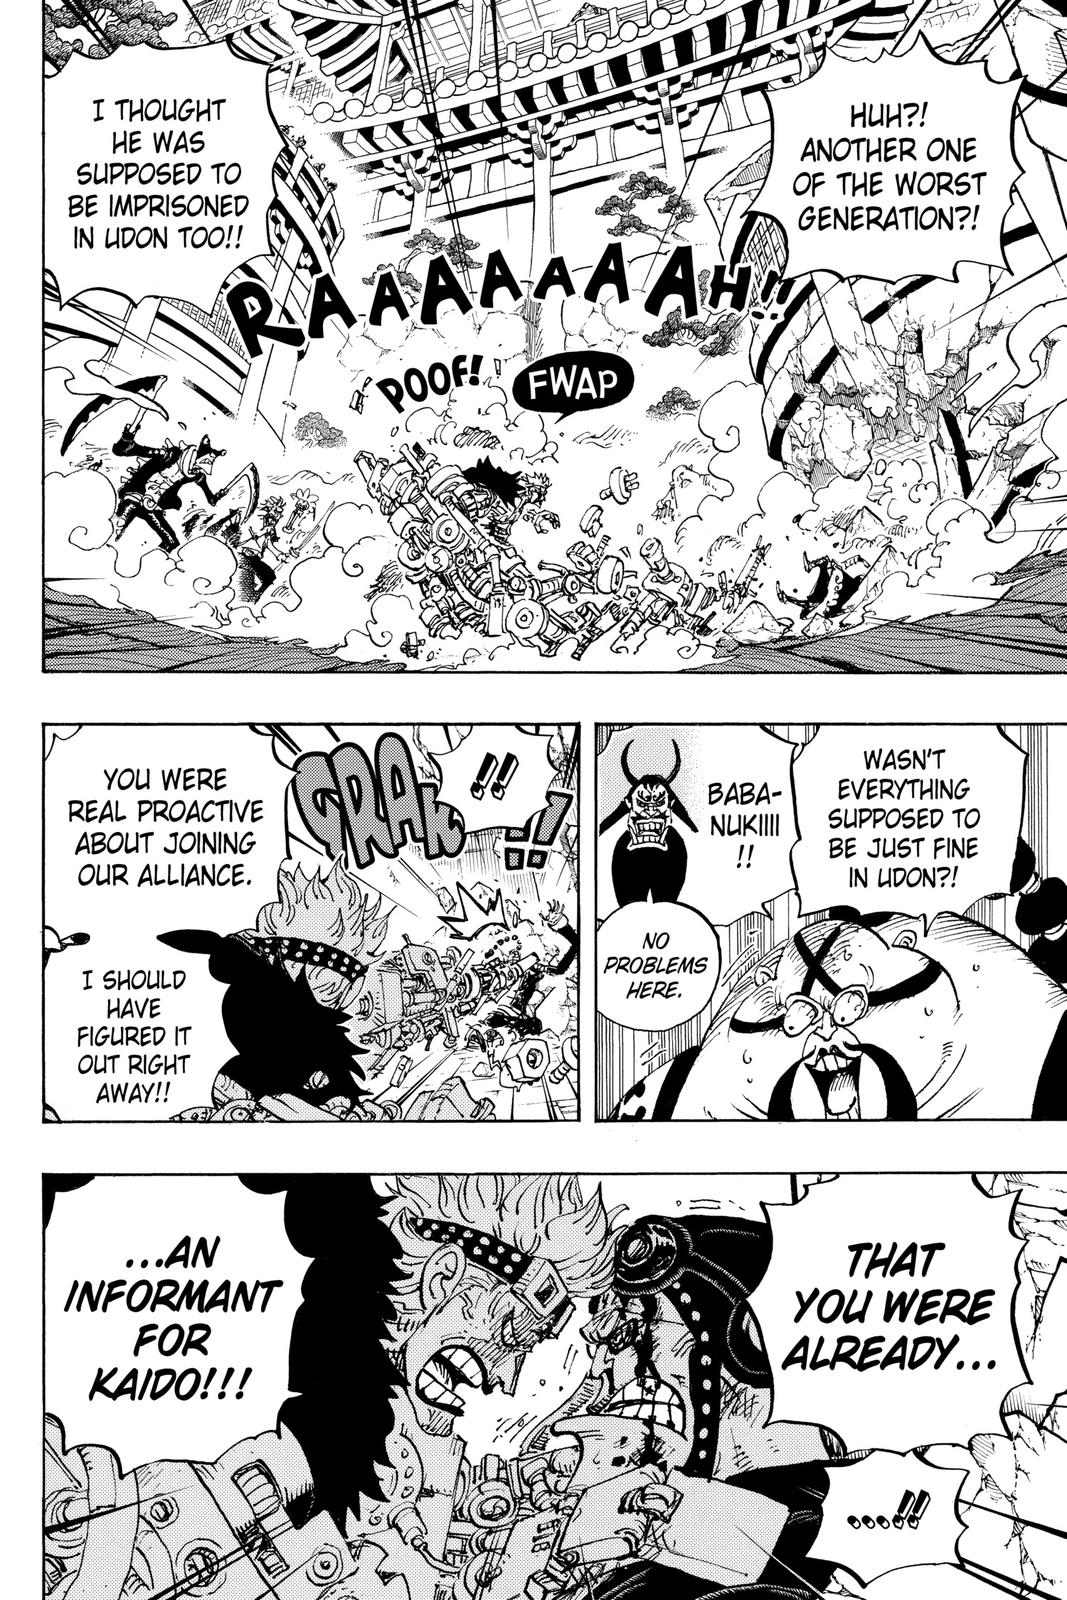 HUH?!
ANOTHER ONE
OF THE WORST
GENERATION?!
I THOUGHT
HE WAS
SUPPOSED TO
BE IMPRISONED
IN UDON TOO!!
RAAAAAAAH!!
POOF!
FWAP
WASN'T
EVERYTHING
SUPPOSED TO
BE JUST FINE
IN UDON?!
BABA-
NUKIIII
!!
NO
PROBLEMS
HERE.
!!
!!
GRAK
YOU WERE
REAL PROACTIVE
ABOUT JOINING
OUR ALLIANCE.
I SHOULD
HAVE
FIGURED IT
OUT RIGHT
AWAY!!
THAT
YOU WERE
ALREADY...
...AN
INFORMANT
FOR
KAIDO!!!
...!!